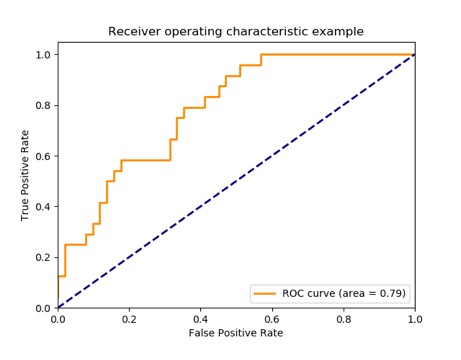 Receiver operating characteristic example
1.0
0.8
0.6
0.4
0.2
0.0
True Positive Rate
ROC curve (area = 0.79)
0.0 0.2 0.4 0.6 0.8 1.0
False Positive Rate